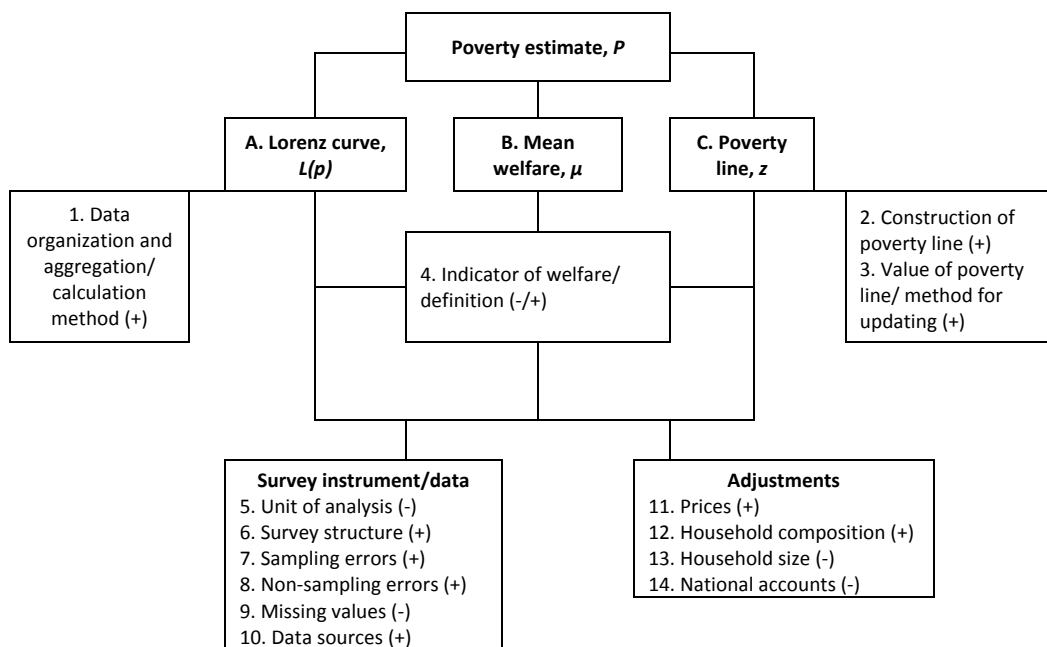 Poverty estimate, P
A. Lorenz curve,
L(p)
B. Mean
welfare, μ
C. Poverty
line, z
1. Data
organization and
aggregation/
calculation
method (+)
4. Indicator of welfare/
definition (-/+)
2. Construction of
poverty line (+)
3. Value of poverty
line/ method for
updating (+)
Survey instrument/data
5. Unit of analysis (-)
6. Survey structure (+)
7. Sampling errors (+)
8. Non-sampling errors (+)
9. Missing values (-)
10. Data sources (+)
Adjustments
11. Prices (+)
12. Household composition (+)
13. Household size (-)
14. National accounts (-)